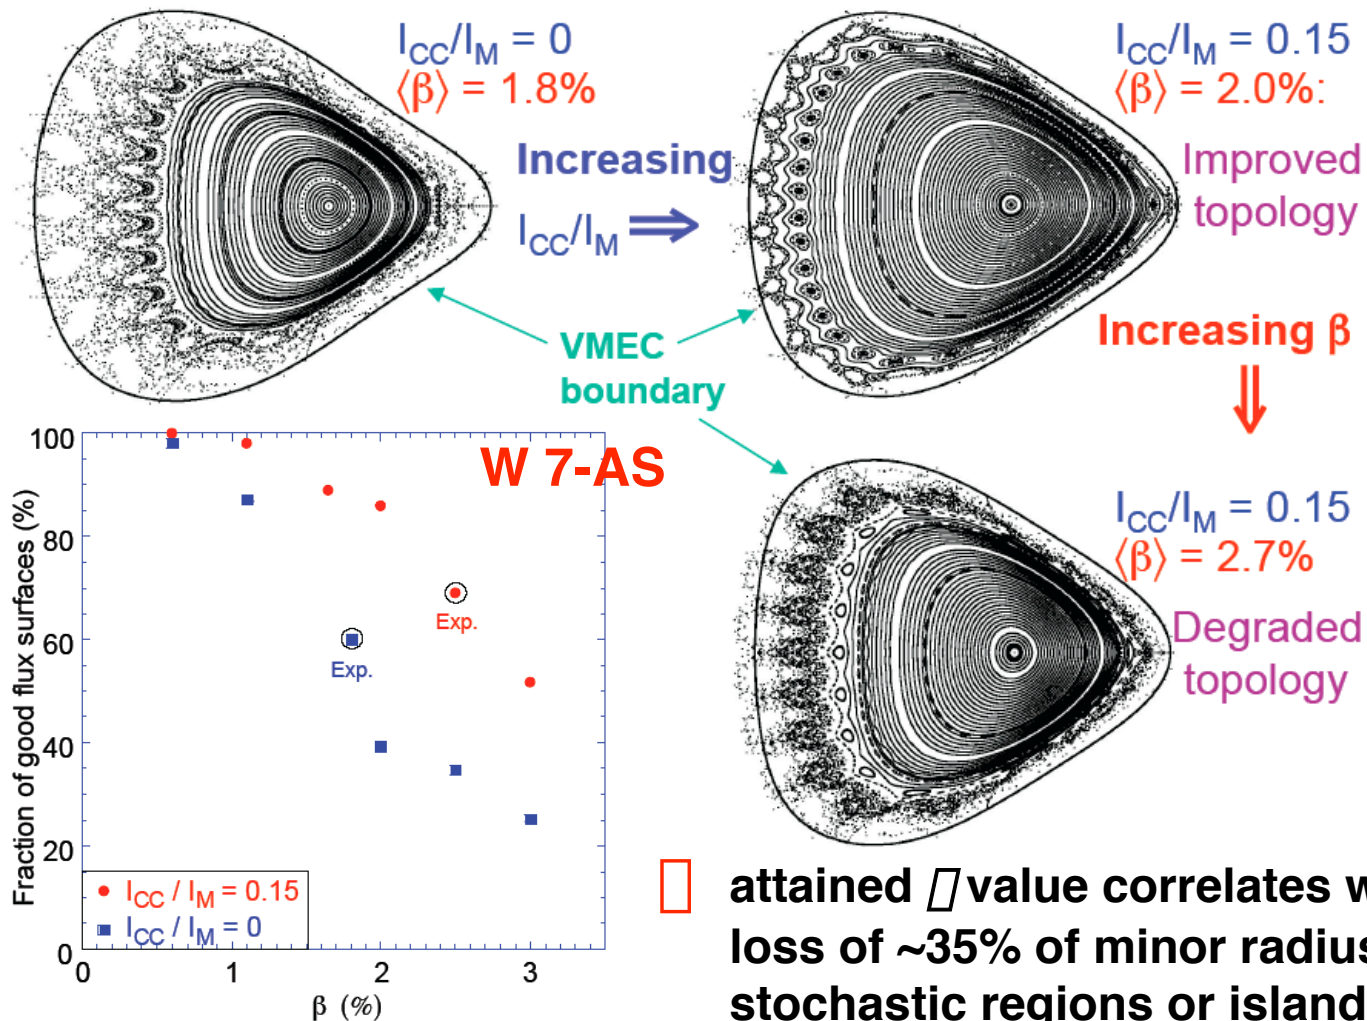 I_CC/I_M = 0
⟨β⟩ = 1.8%
Increasing
I_CC/I_M ⇒
I_CC/I_M = 0.15
⟨β⟩ = 2.0%:
Improved
topology
VMEC
boundary
Increasing β
⇓
W 7-AS
I_CC/I_M = 0.15
⟨β⟩ = 2.7%
Degraded
topology
Fraction of good flux surfaces (%)
100
80
60
40
20
0
Exp.
Exp.
I_CC / I_M = 0.15
I_CC / I_M = 0
0 1 2 3
β (%)
attained value correlates
loss of ~35% of minor radius
stochastic regions or island